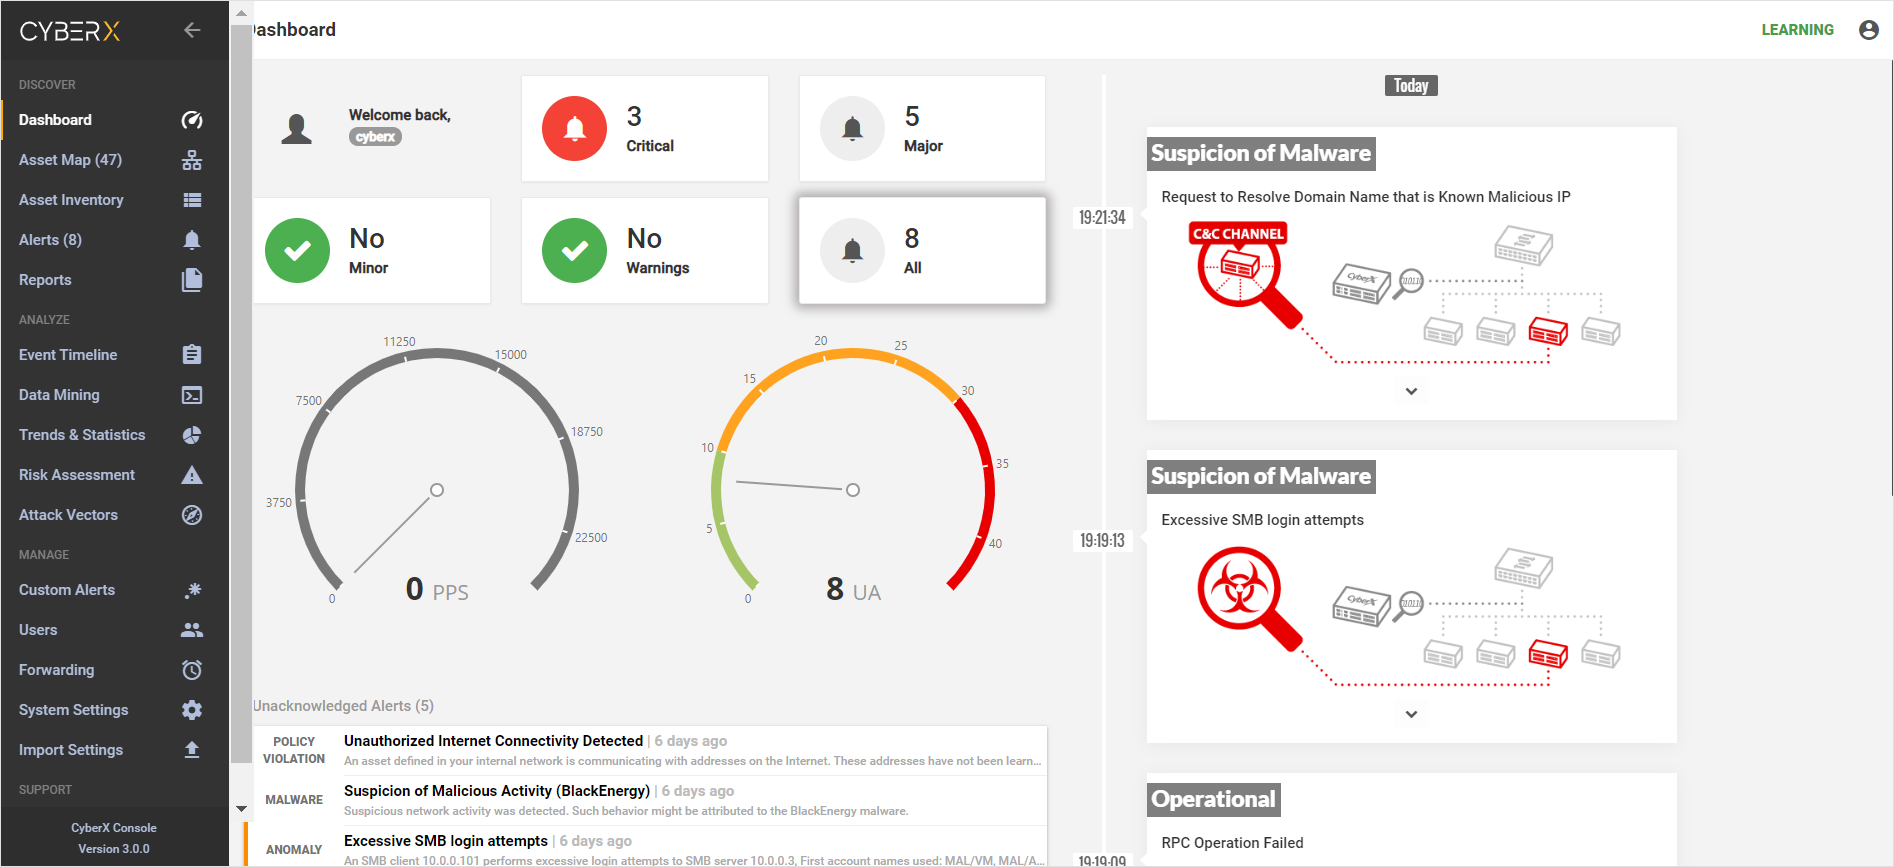 CYBERX
DISCOVER
Dashboard
Asset Map (47)
Asset Inventory
Alerts (8)
Reports
ANALYZE
Event Timeline
Data Mining
Trends & Statistics
Risk Assessment
Attack Vectors
MANAGE
Custom Alerts
Users
Forwarding
System Settings
Import Settings
SUPPORT
CyberX Console
Version 3.0.0
Dashboard
LEARNING
Welcome back,
cyberx
3
Critical
5
Major
No
Minor
No
Warnings
8
All
0
3750
7500
11250
15000
18750
22500
0 PPS
0
5
10
15
20
25
30
35
40
8 UA
Unacknowledged Alerts (5)
POLICY VIOLATION
Unauthorized Internet Connectivity Detected | 6 days ago
An asset defined in your internal network is communicating with addresses on the Internet. These addresses have not been learn...
MALWARE
Suspicion of Malicious Activity (BlackEnergy) | 6 days ago
Suspicious network activity was detected. Such behavior might be attributed to the BlackEnergy malware.
ANOMALY
Excessive SMB login attempts | 6 days ago
An SMB client 10.0.0.101 performs excessive login attempts to SMB server 10.0.0.3, First account names used: MAL/VM, MAL/A...
Today
19:21:34
Suspicion of Malware
Request to Resolve Domain Name that is Known Malicious IP
C&C CHANNEL
CyberX
010110
19:19:13
Suspicion of Malware
Excessive SMB login attempts
CyberX
010110
19:19:09
Operational
RPC Operation Failed